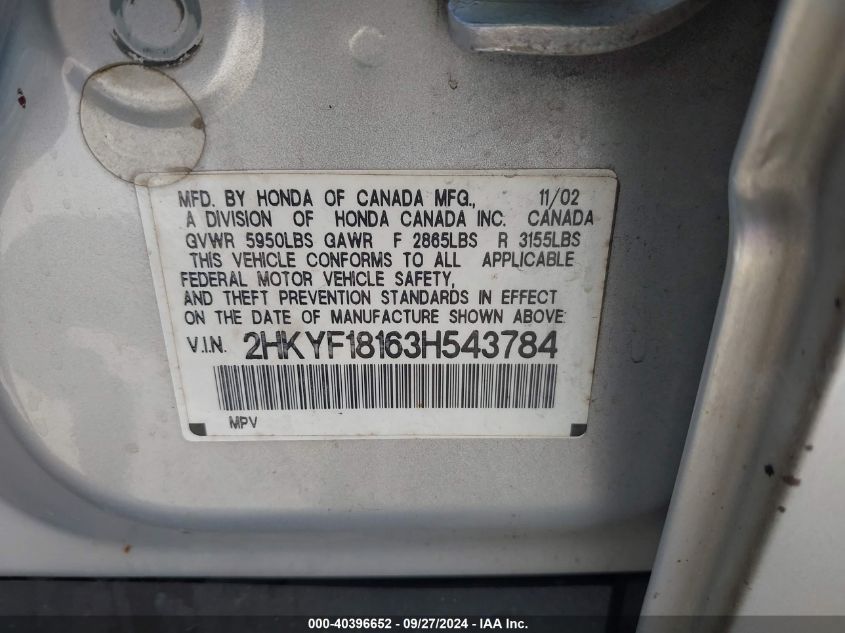 MFD. BY HONDA OF CANADA MFG., 11/02
A DIVISION OF HONDA CANADA INC. CANADA
GVWR 5950LBS GAWR F 2865LBS R 3155LBS
THIS VEHICLE CONFORMS TO ALL APPLICABLE
FEDERAL MOTOR VEHICLE SAFETY,
AND THEFT PREVENTION STANDARDS IN EFFECT
ON THE DATE OF MANUFACTURE SHOWN ABOVE.
V.I.N. 2HKYF18163H543784
MPV
000-40396652 - 09/27/2024 - IAA Inc.